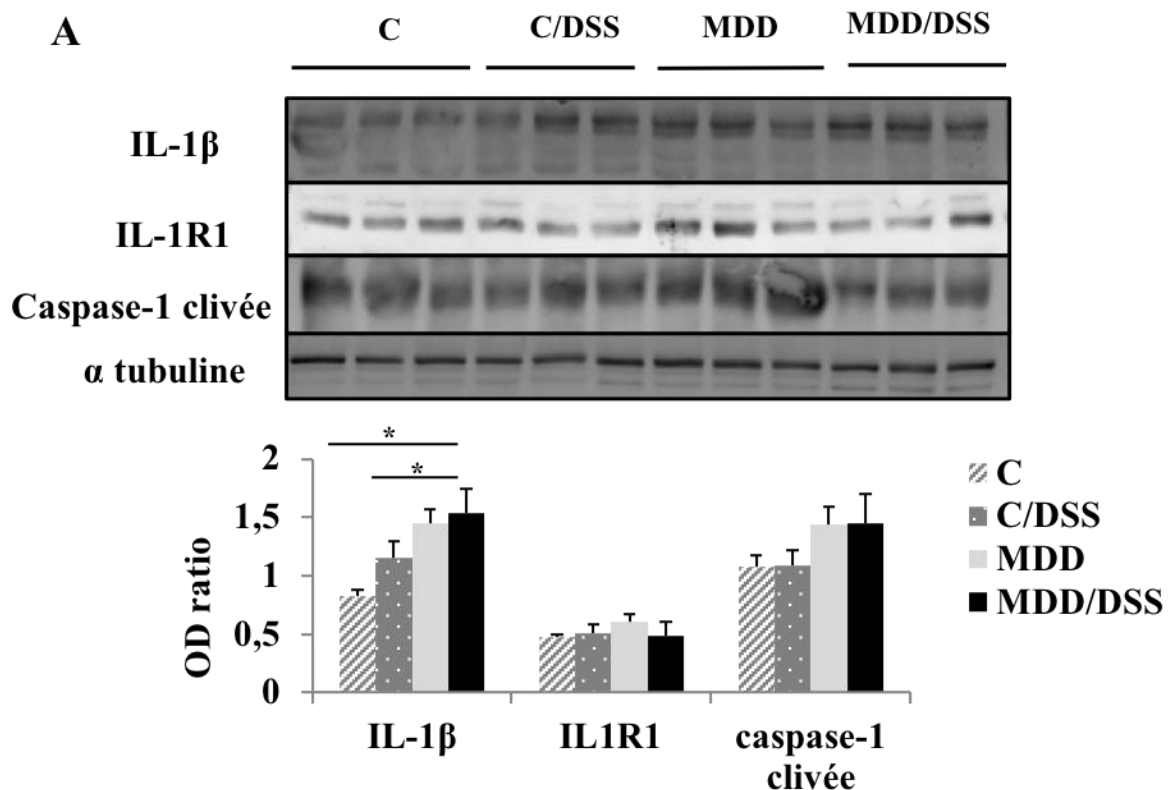 A
C C/DSS MDD MDD/DSS
IL-1β
IL-1R1
Caspase-1 clivée
α tubuline
*
*
2
1,5
1
0,5
0
OD ratio
IL-1β IL1R1 caspase-1
clivée
C
C/DSS
MDD
MDD/DSS